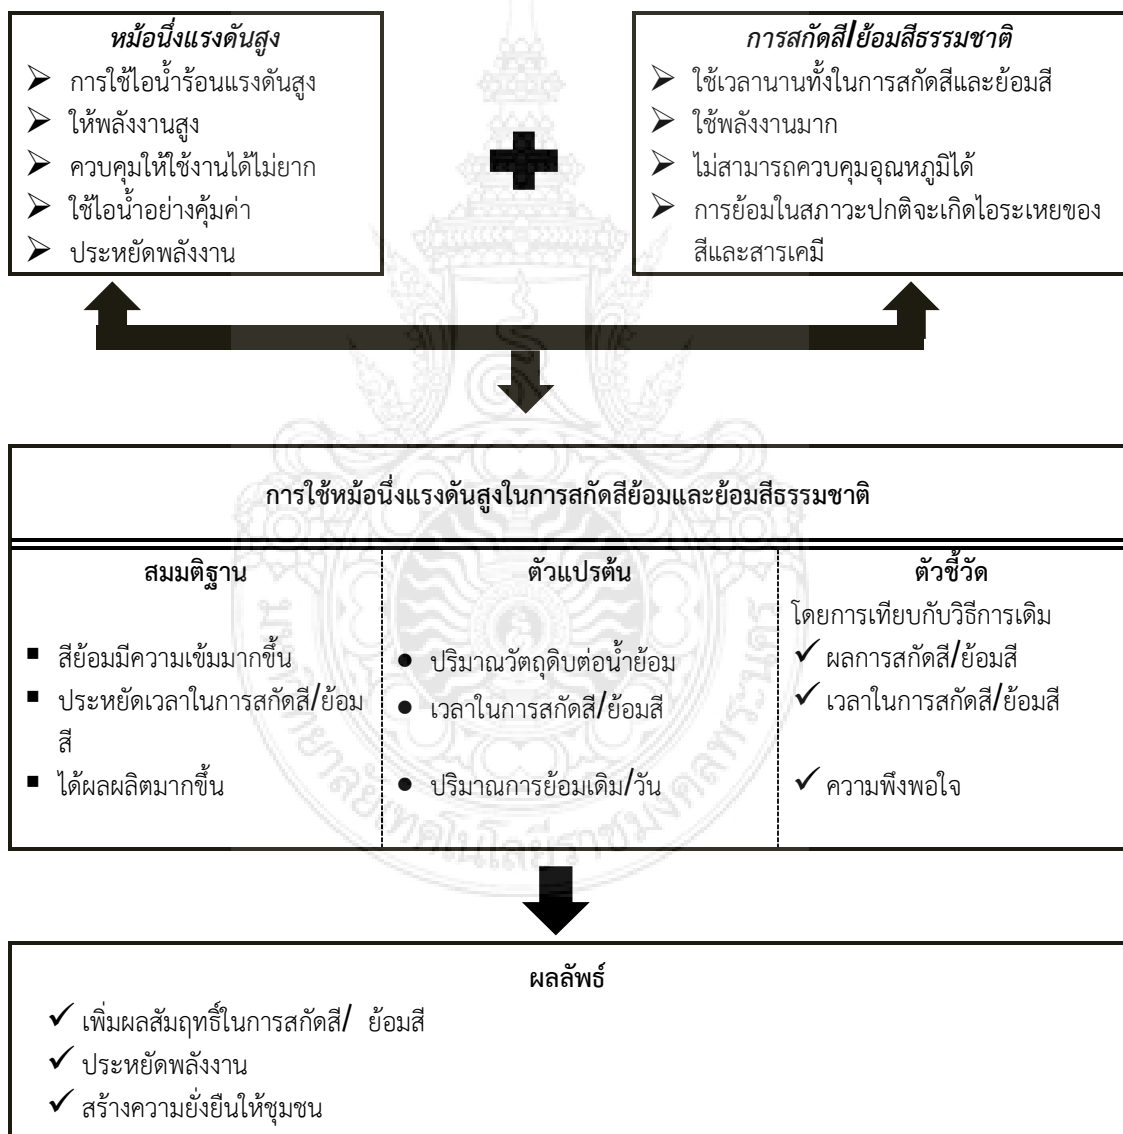 หม้อนึ่งแรงดันสูง
➢ การใช้ไอน้ำร้อนแรงดันสูง
➢ ให้พลังงานสูง
➢ ควบคุมให้ใช้งานได้ไม่ยาก
➢ ใช้ไอน้ำอย่างคุ้มค่า
➢ ประหยัดพลังงาน
การสกัดสี/ย้อมสีธรรมชาติ
➢ ใช้เวลานานทั้งในการสกัดสีและย้อมสี
➢ ใช้พลังงานมาก
➢ ไม่สามารถควบคุมอุณหภูมิได้
➢ การย้อมในสภาวะปกติจะเกิดไอระเหยของ
สีและสารเคมี
การใช้หม้อนึ่งแรงดันสูงในการสกัดสีย้อมและย้อมสีธรรมชาติ
สมมติฐาน
▪ สีย้อมมีความเข้มมากขึ้น
▪ ประหยัดเวลาในการสกัดสี/ย้อม
สี
▪ ได้ผลผลิตมากขึ้น
ตัวแปรต้น
● ปริมาณวัตถุดิบต่อน้ำย้อม
● เวลาในการสกัดสี/ย้อมสี
● ปริมาณการย้อมเดิม/วัน
ตัวชี้วัด
โดยการเทียบกับวิธีการเดิม
✓ ผลการสกัดสี/ย้อมสี
✓ เวลาในการสกัดสี/ย้อมสี
✓ ความพึงพอใจ
ผลลัพธ์
✓ เพิ่มผลสัมฤทธิ์ในการสกัดสี/ ย้อมสี
✓ ประหยัดพลังงาน
✓ สร้างความยั่งยืนให้ชุมชน